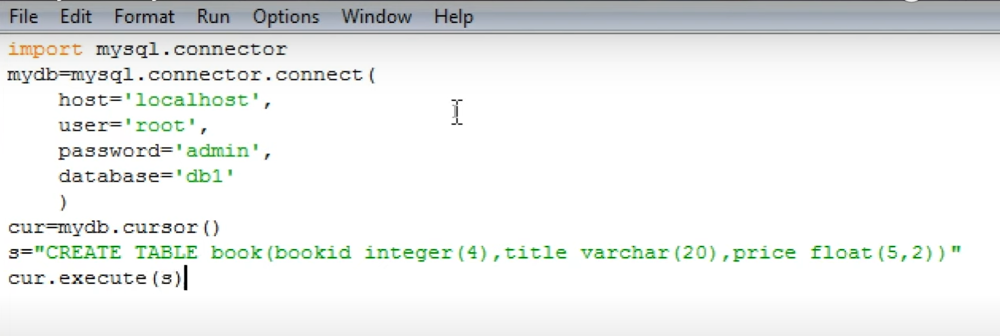 File Edit Format Run Options Window Help
import mysql.connector
mydb=mysql.connector.connect(
    host='localhost',
    user='root',
    password='admin',
    database='db1'
    )
cur=mydb.cursor()
s="CREATE TABLE book(bookid integer(4),title varchar(20),price float(5,2))"
cur.execute(s)